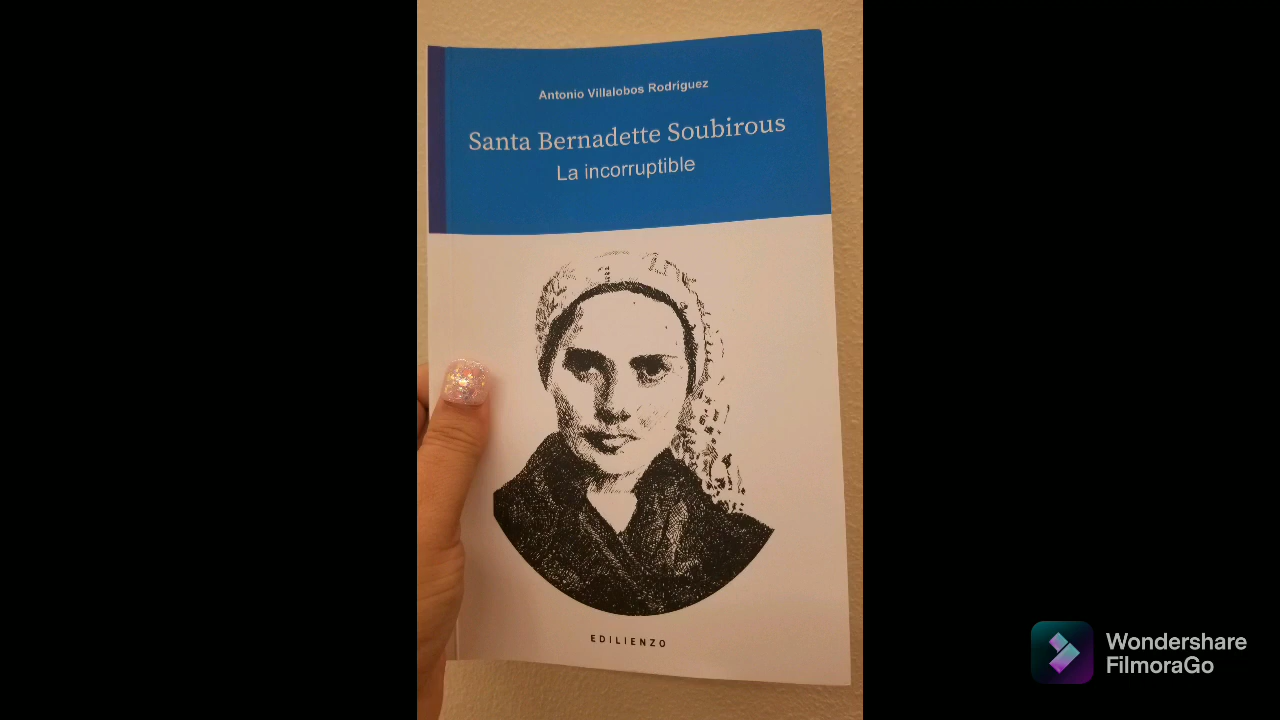 Antonio Villalobos Rodriguez
Santa Bernadette Soubirous
La incorruptible
EDILIENZO
Wondershare
FilmoraGo